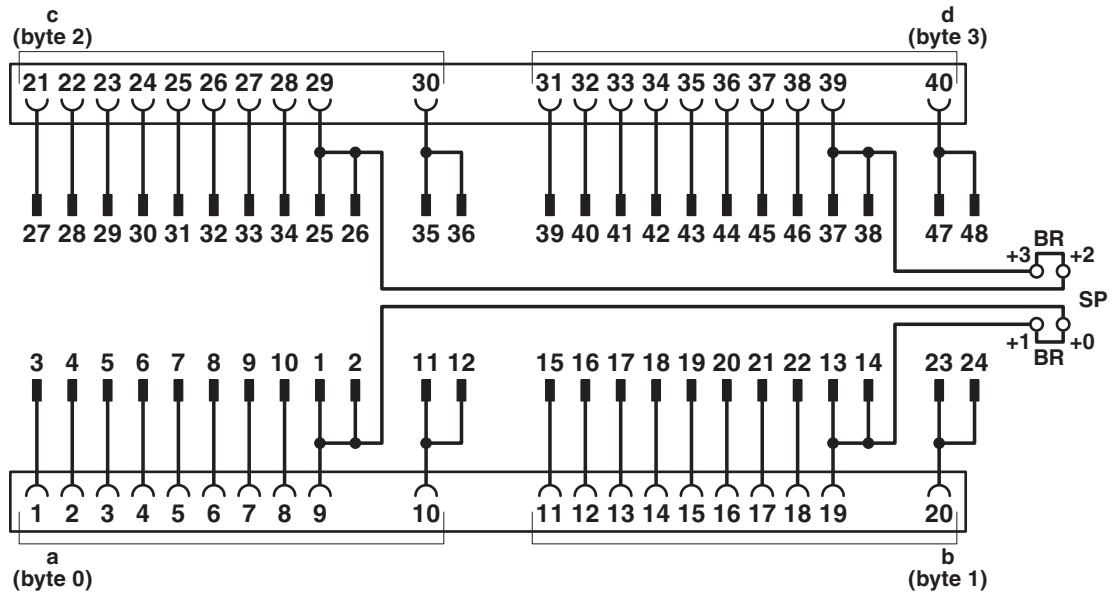 c d
(byte 2) (byte 3)
21 22 23 24 25 26 27 28 29 30 31 32 33 34 35 36 37 38 39 40
27 28 29 30 31 32 33 34 25 26 35 36 39 40 41 42 43 44 45 46 37 38 47 48
BR
+3 +2
SP
+1 +0
BR
3 4 5 6 7 8 9 10 1 2 11 12 15 16 17 18 19 20 21 22 13 14 23 24
1 2 3 4 5 6 7 8 9 10 11 12 13 14 15 16 17 18 19 20
a b
(byte 0) (byte 1)